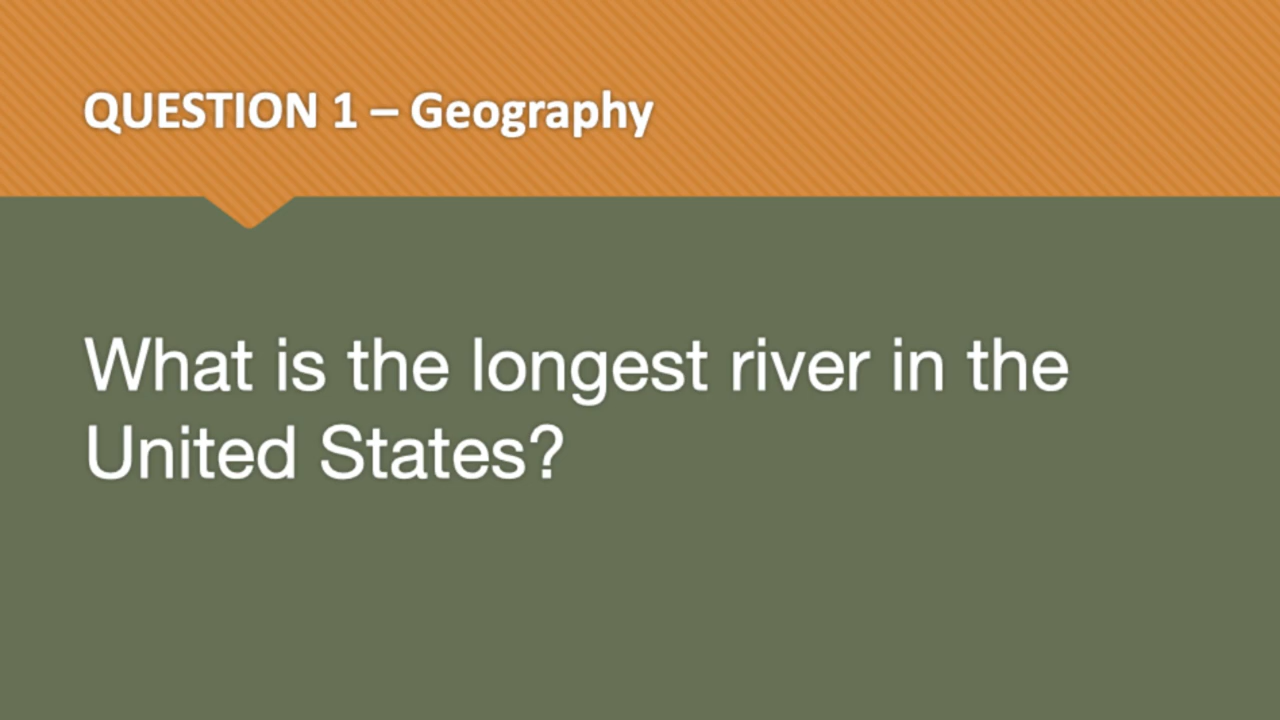 QUESTION 1 – Geography
What is the longest river in the
United States?